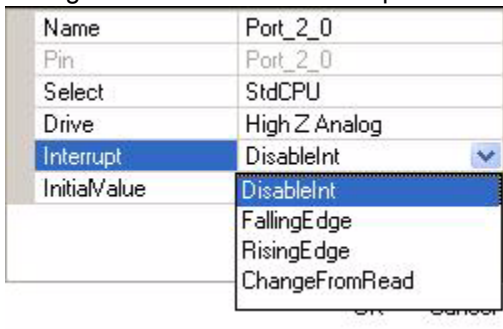 Name Port_2_0
Pin Port_2_0
Select StdCPU
Drive High Z Analog
Interrupt DisableInt
InitialValue
DisableInt
FallingEdge
RisingEdge
ChangeFromRead